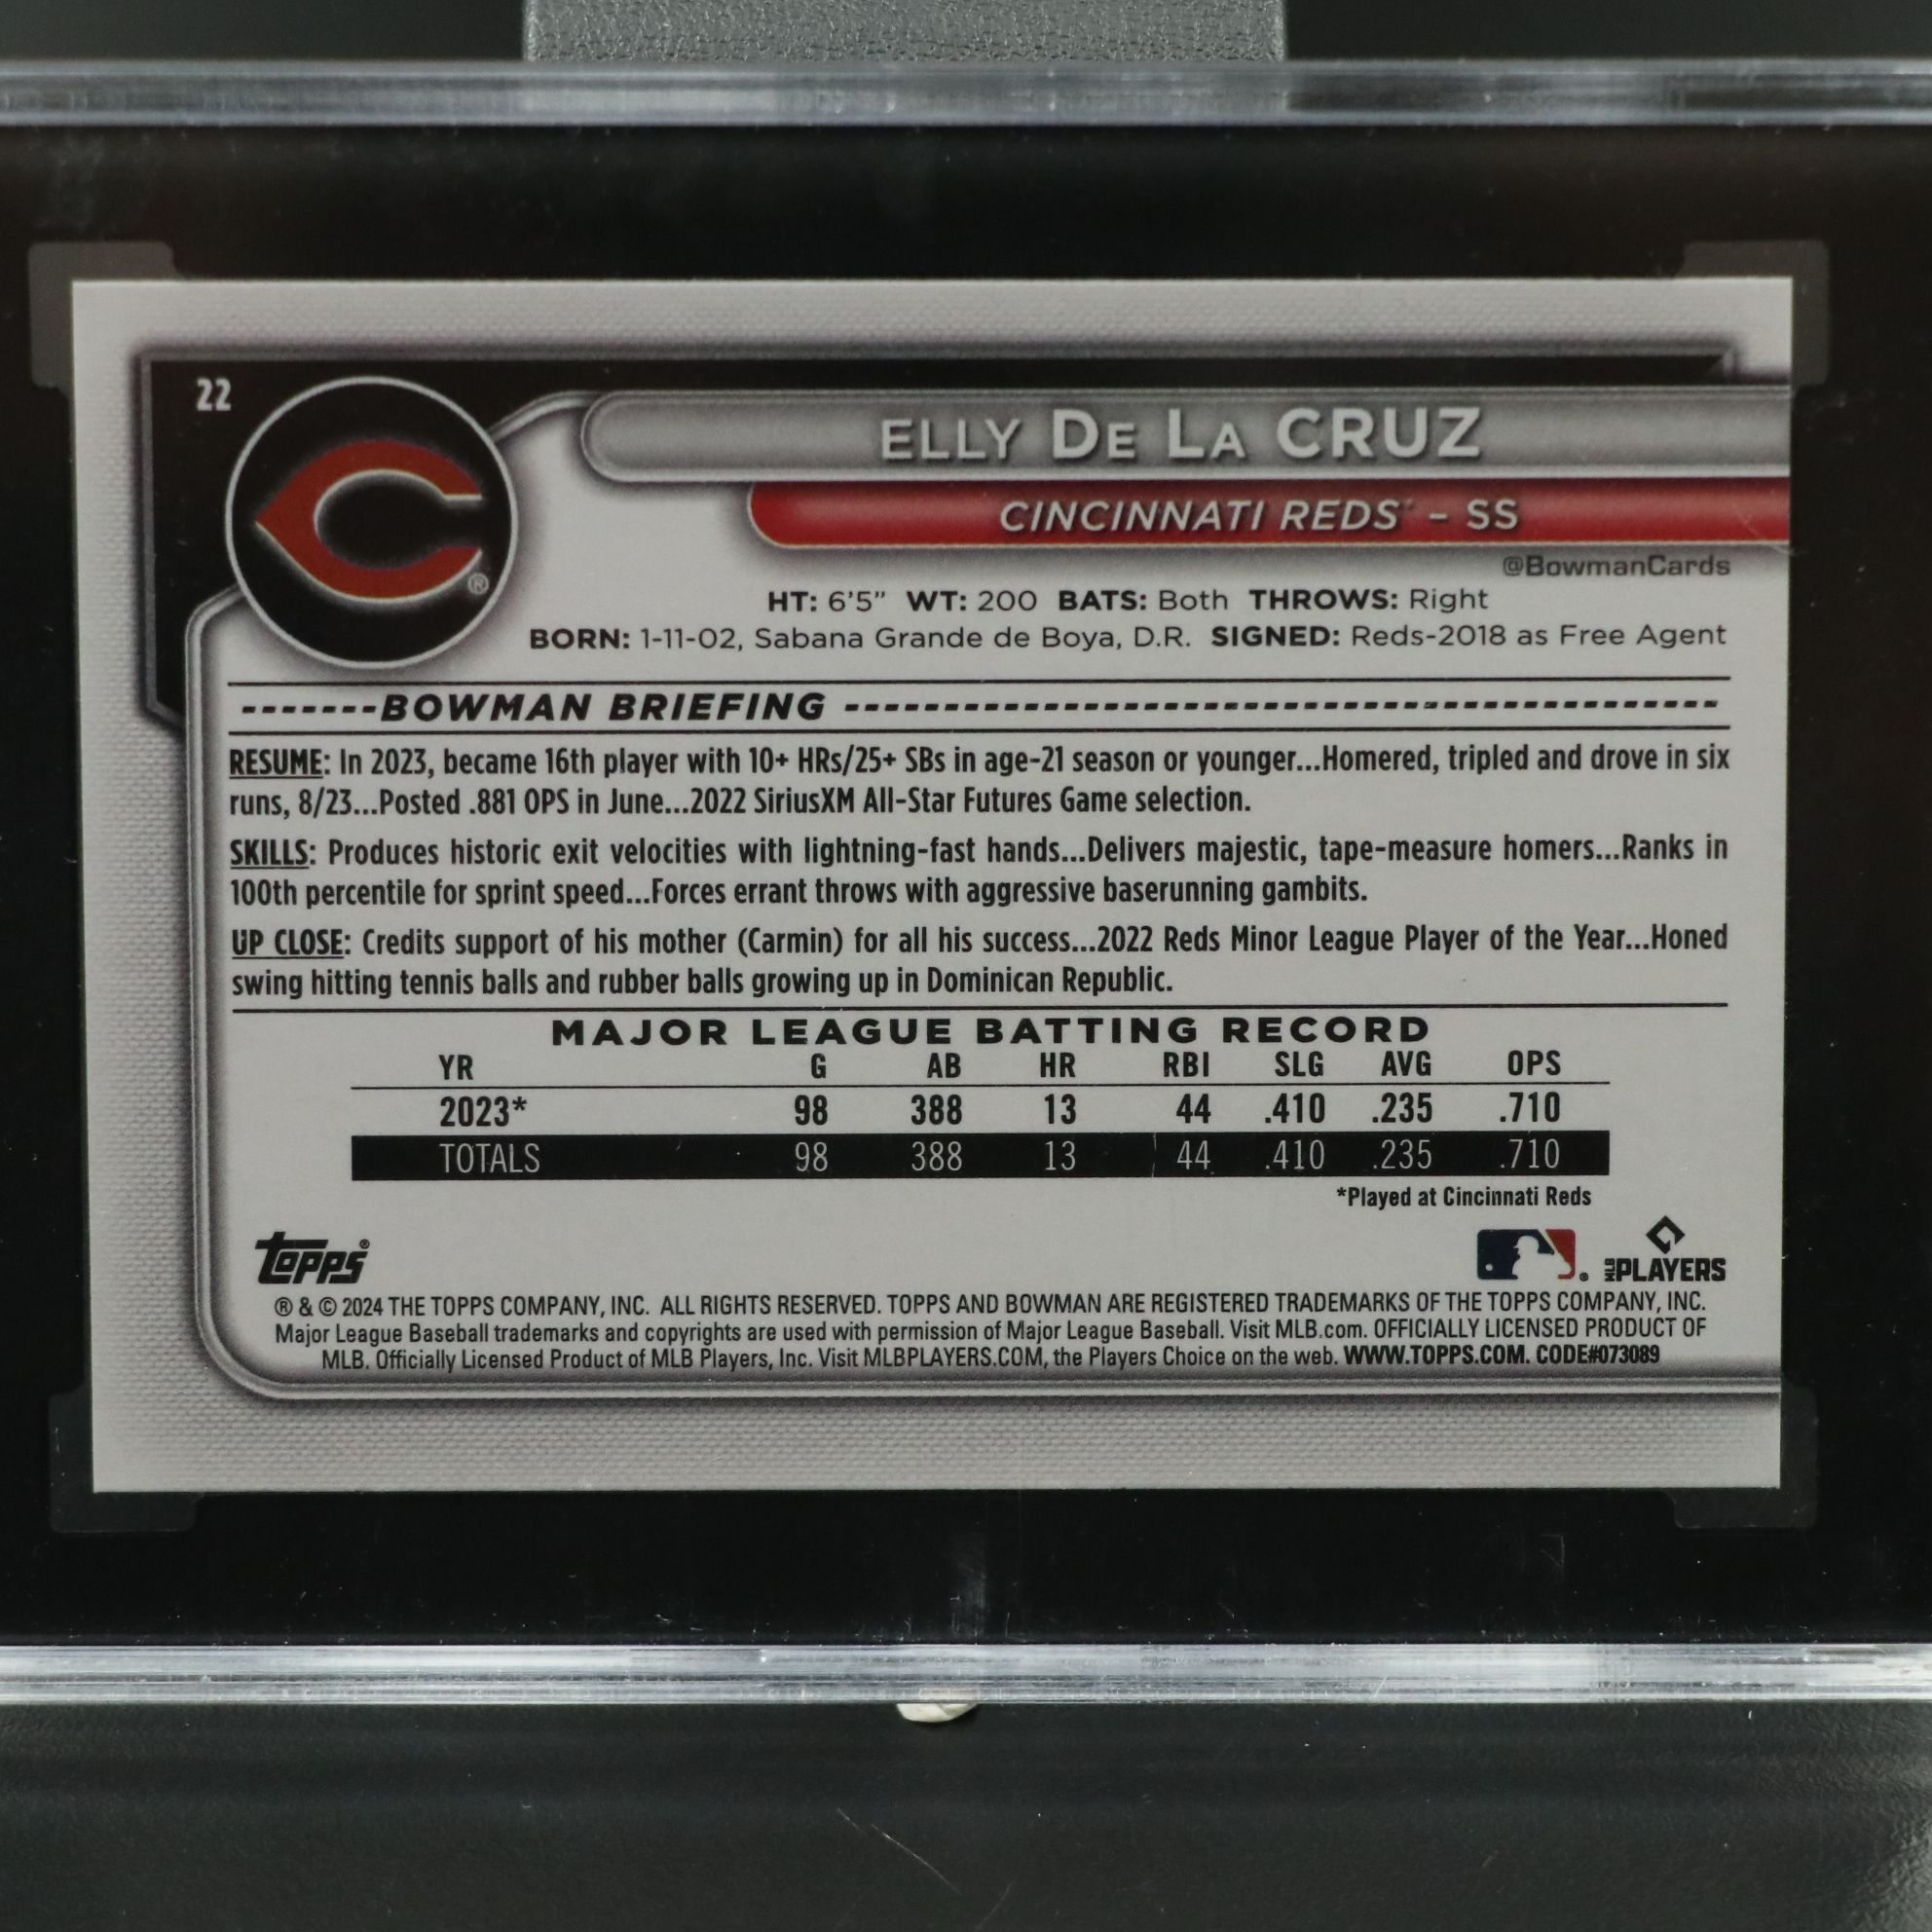 22
ELLY DE LA CRUZ
CINCINNATI REDS - SS
@BowmanCards
HT: 6'5" WT: 200 BATS: Both THROWS: Right
BORN: 1-11-02, Sabana Grande de Boya, D.R. SIGNED: Reds-2018 as Free Agent
BOWMAN BRIEFING
RESUME: In 2023, became 16th player with 10+ HRs/25+ SBs in age-21 season or younger...Homered, tripled and drove in six
runs, 8/23...Posted .881 OPS in June...2022 SiriusXM All-Star Futures Game selection.
SKILLS: Produces historic exit velocities with lightning-fast hands...Delivers majestic, tape-measure homers...Ranks in
100th percentile for sprint speed...Forces errant throws with aggressive baserunning gambits.
UP CLOSE: Credits support of his mother (Carmin) for all his success...2022 Reds Minor League Player of the Year...Honed
swing hitting tennis balls and rubber balls growing up in Dominican Republic.
MAJOR LEAGUE BATTING RECORD
YR G AB HR RBI SLG AVG OPS
2023* 98 388 13 44 .410 .235 .710
TOTALS 98 388 13 44 .410 .235 .710
*Played at Cincinnati Reds
topps®
MLB PLAYERS
® & © 2024 THE TOPPS COMPANY, INC. ALL RIGHTS RESERVED. TOPPS AND BOWMAN ARE REGISTERED TRADEMARKS OF THE TOPPS COMPANY, INC.
Major League Baseball trademarks and copyrights are used with permission of Major League Baseball. Visit MLB.com. OFFICIALLY LICENSED PRODUCT OF
MLB. Officially Licensed Product of MLB Players, Inc. Visit MLBPLAYERS.COM, the Players Choice on the web. WWW.TOPPS.COM. CODE#073089